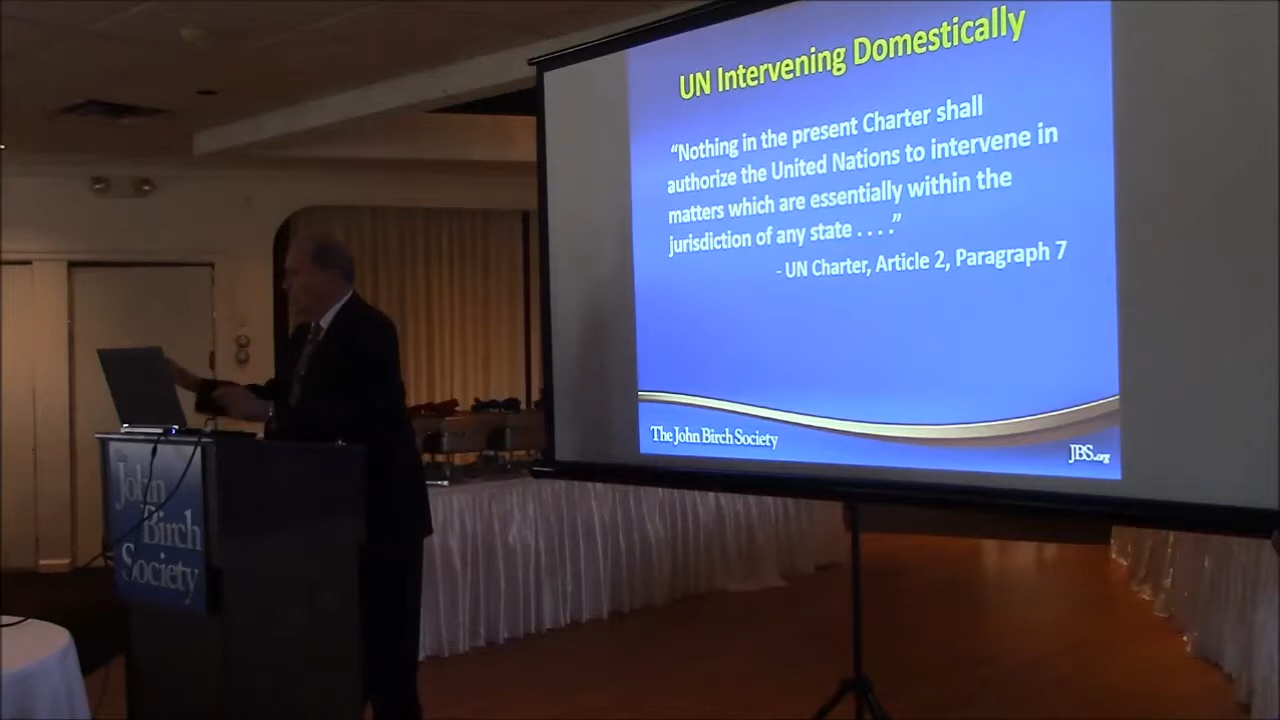 UN Intervening Domestically
“Nothing in the present Charter shall
authorize the United Nations to intervene in
matters which are essentially within the
jurisdiction of any state . . . .”
- UN Charter, Article 2, Paragraph 7
The John Birch Society
JBS.org
John
Birch
Society